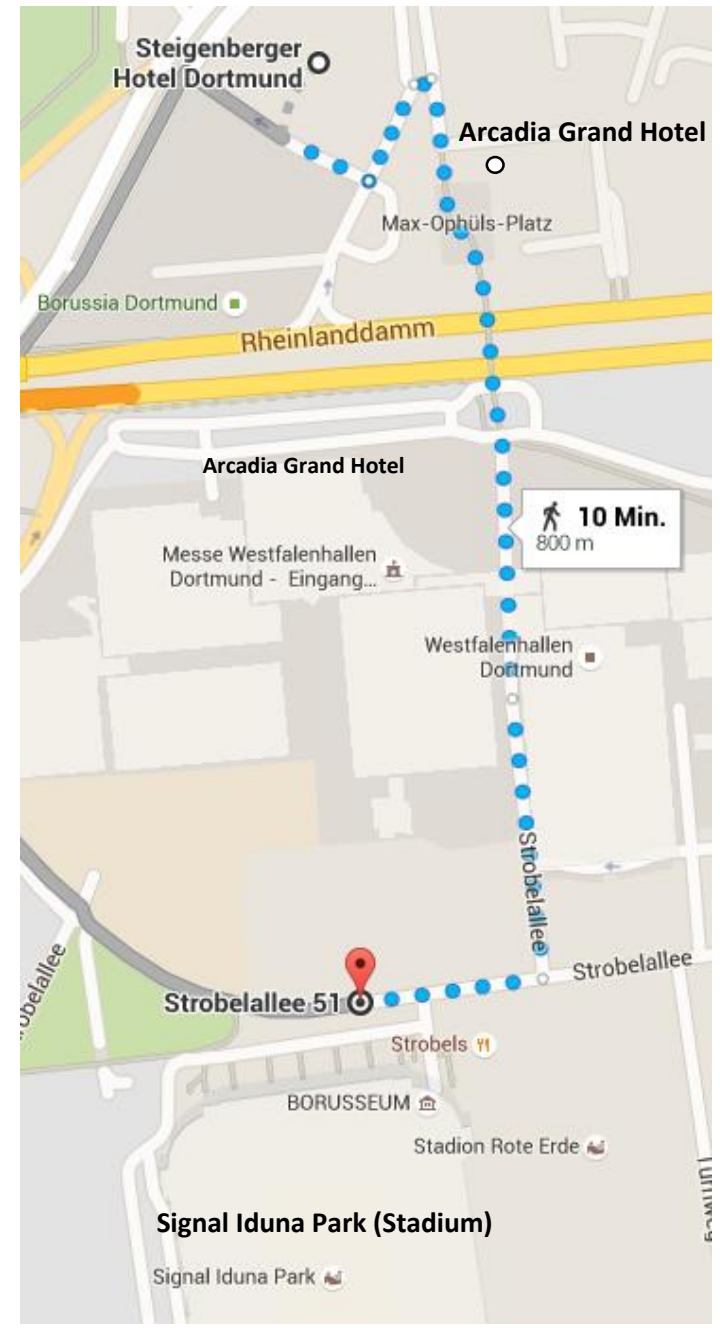 Steigenberger
Hotel Dortmund
Arcadia Grand Hotel
Max-Ophüls-Platz
Borussia Dortmund
Rheinlanddamm
Arcadia Grand Hotel
10 Min.
800 m
Messe Westfalenhallen
Dortmund - Eingang...
Westfalenhallen
Dortmund
Strobelallee
Strobelallee
obelallee
Strobelallee 51
Strobels
BORUSSEUM
Stadion Rote Erde
Turnweg
Signal Iduna Park (Stadium)
Signal Iduna Park